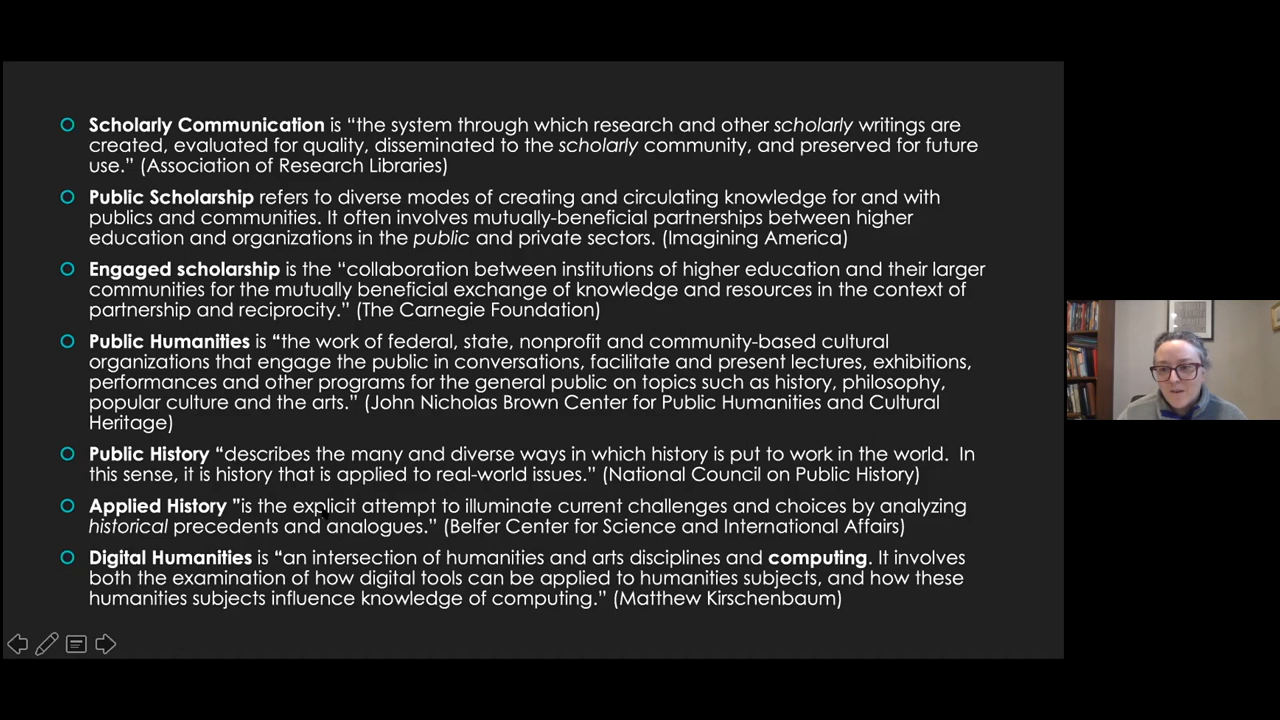 Scholarly Communication is “the system through which research and other scholarly writings are
created, evaluated for quality, disseminated to the scholarly community, and preserved for future
use.” (Association of Research Libraries)
Public Scholarship refers to diverse modes of creating and circulating knowledge for and with
publics and communities. It often involves mutually-beneficial partnerships between higher
education and organizations in the public and private sectors. (Imagining America)
Engaged scholarship is the “collaboration between institutions of higher education and their larger
communities for the mutually beneficial exchange of knowledge and resources in the context of
partnership and reciprocity.” (The Carnegie Foundation)
Public Humanities is “the work of federal, state, nonprofit and community-based cultural
organizations that engage the public in conversations, facilitate and present lectures, exhibitions,
performances and other programs for the general public on topics such as history, philosophy,
popular culture and the arts.” (John Nicholas Brown Center for Public Humanities and Cultural
Heritage)
Public History “describes the many and diverse ways in which history is put to work in the world. In
this sense, it is history that is applied to real-world issues.” (National Council on Public History)
Applied History ”is the explicit attempt to illuminate current challenges and choices by analyzing
historical precedents and analogues.” (Belfer Center for Science and International Affairs)
Digital Humanities is “an intersection of humanities and arts disciplines and computing. It involves
both the examination of how digital tools can be applied to humanities subjects, and how these
humanities subjects influence knowledge of computing.” (Matthew Kirschenbaum)